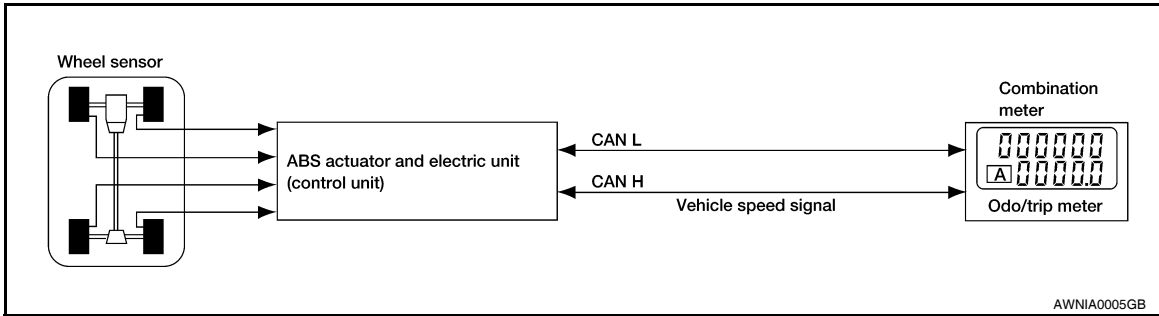 Wheel sensor
ABS actuator and electric unit
(control unit)
CAN L
CAN H
Vehicle speed signal
Combination
meter
000000
A 0000.0
Odo/trip meter
AWNIA0005GB